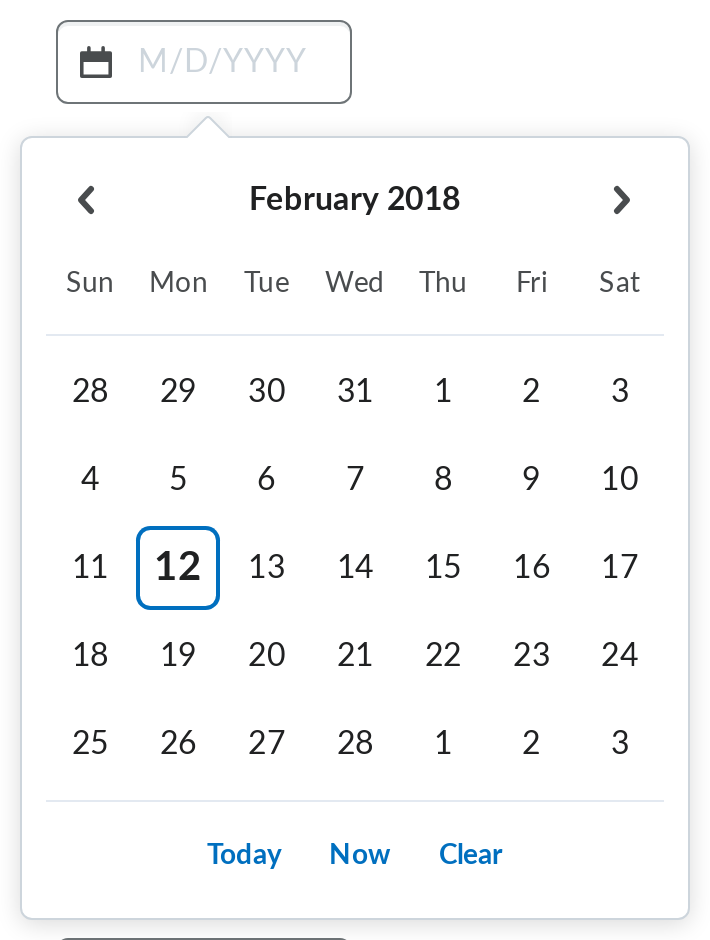 M/D/YYYY
February 2018
Sun Mon Tue Wed Thu Fri Sat
28 29 30 31 1 2 3
4 5 6 7 8 9 10
11 12 13 14 15 16 17
18 19 20 21 22 23 24
25 26 27 28 1 2 3
Today Now Clear